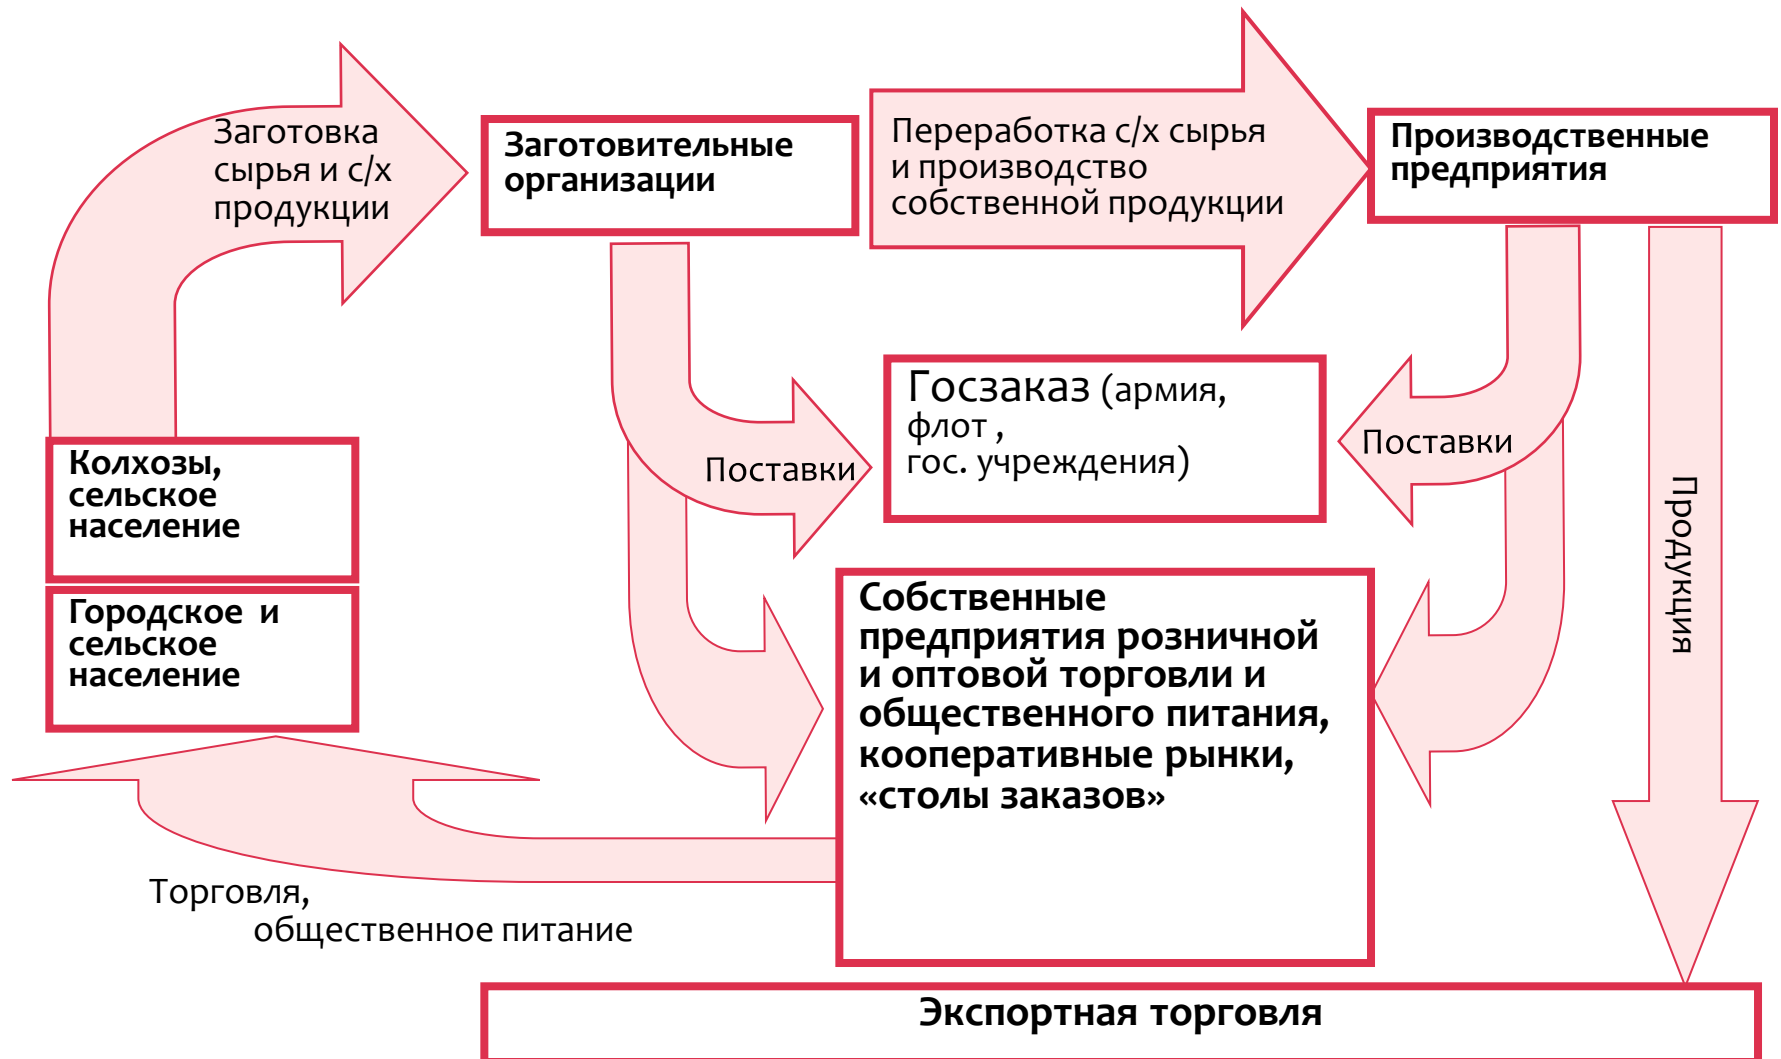 Заготовка
сырья и с/х
продукции
Заготовительные
организации
Переработка с/х сырья
и производство
собственной продукции
Производственные
предприятия
Госзаказ (армия,
флот ,
гос. учреждения)
Поставки
Поставки
Колхозы,
сельское
население
Продукция
Городское и
сельское
население
Собственные
предприятия розничной
и оптовой торговли и
общественного питания,
кооперативные рынки,
«столы заказов»
Торговля,
общественное питание
Экспортная торговля